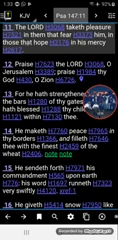 1:33
KJV Psa 147:11
11 The LORD H3068 taketh pleasure
H7521 in them that fear H3373 him, in
those that hope H3176 in his mercy
H2617.
12 Praise H7623 the LORD H3068, O
Jerusalem H3389; praise H1984 thy
God H430, O Zion H6726.
13 For he hath strengthened
the bars H1280 of thy gates
hath blessed H1288 thy
H1121 within H7130 thee.
14 He maketh H7760 peace H7965 in
thy borders H1366, and filleth H7646
thee with the finest H2459 of the
wheat H2406. note note
15 He sendeth forth H7971 his
commandment H565 upon earth
H776: his word H1697 runneth H7323
very swiftly H4120,
16 He giveth H5414 snow H7950 like